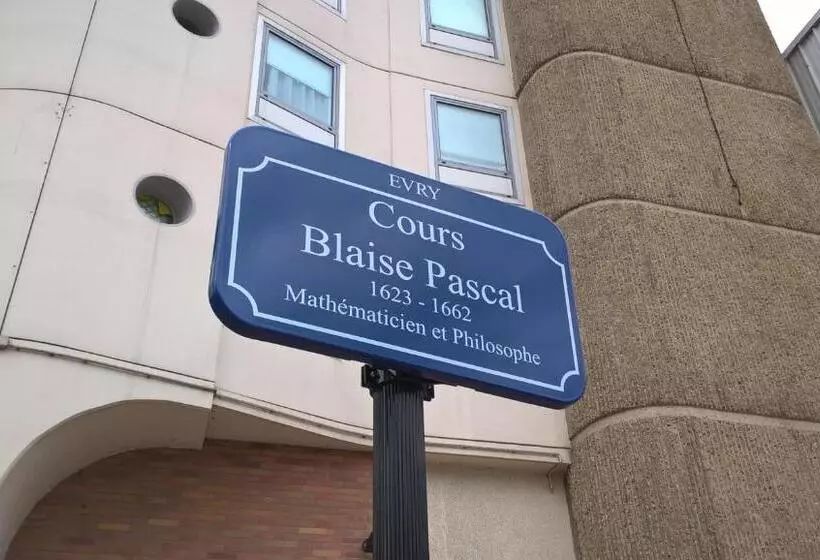 EVRY
Cours
Blaise Pascal
1623 - 1662
Mathématicien et Philosophe